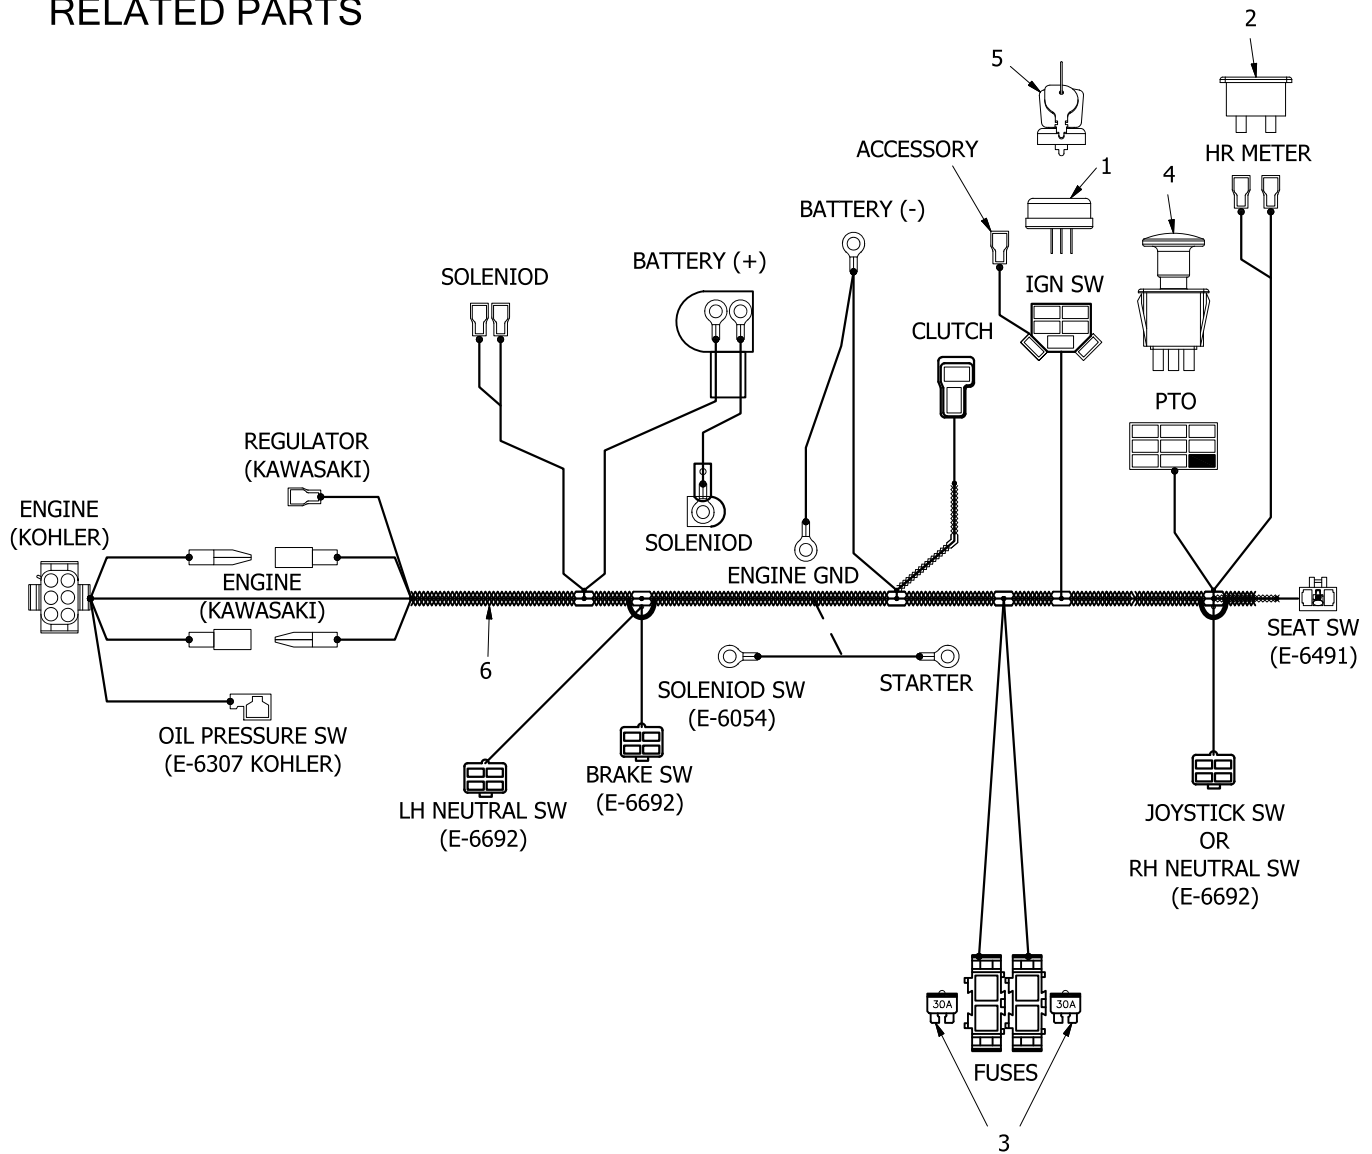 RELATED PARTS
2
5
HR METER
ACCESSORY
1
4
BATTERY (-)
BATTERY (+)
SOLENIOD
IGN SW
CLUTCH
PTO
REGULATOR
(KAWASAKI)
ENGINE
(KOHLER)
SOLENIOD
ENGINE GND
ENGINE
(KAWASAKI)
SEAT SW
(E-6491)
6
SOLENIOD SW
(E-6054)
STARTER
OIL PRESSURE SW
(E-6307 KOHLER)
BRAKE SW
(E-6692)
LH NEUTRAL SW
(E-6692)
JOYSTICK SW
OR
RH NEUTRAL SW
(E-6692)
30A
30A
FUSES
3